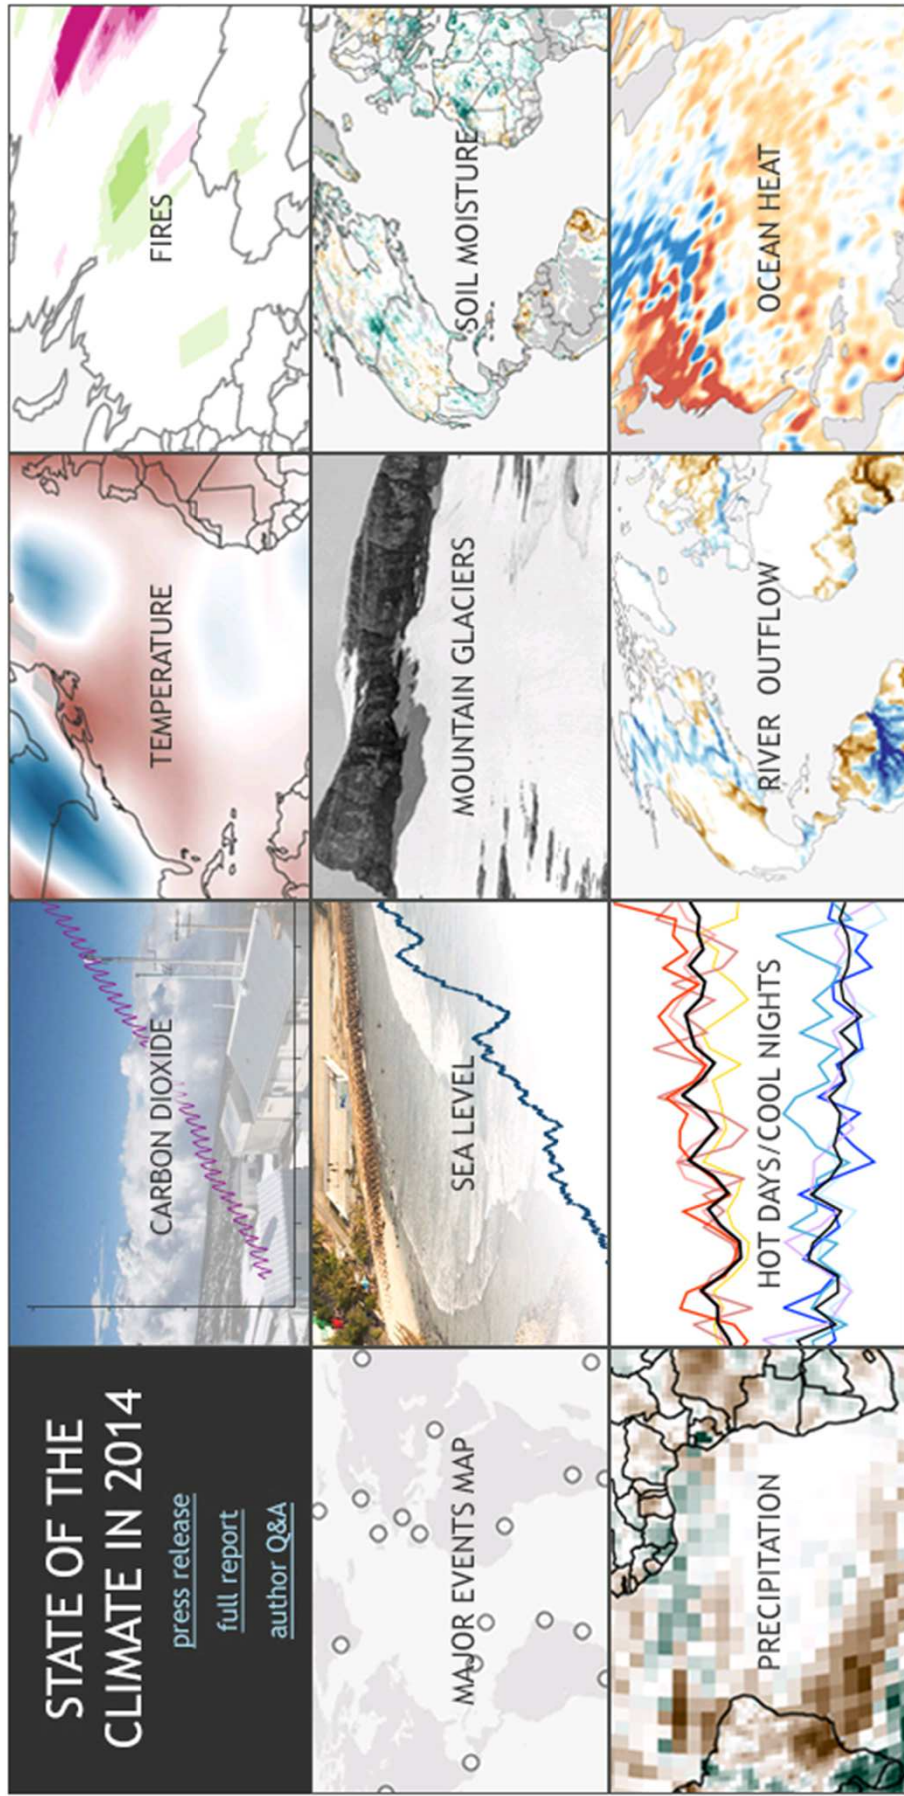 STATE OF THE
CLIMATE IN 2014
press release
full report
author Q&A
CARBON DIOXIDE
TEMPERATURE
FIRES
MAJOR EVENTS MAP
SEA LEVEL
MOUNTAIN GLACIERS
SOIL MOISTURE
PRECIPITATION
HOT DAYS/COOL NIGHTS
RIVER OUTFLOW
OCEAN HEAT